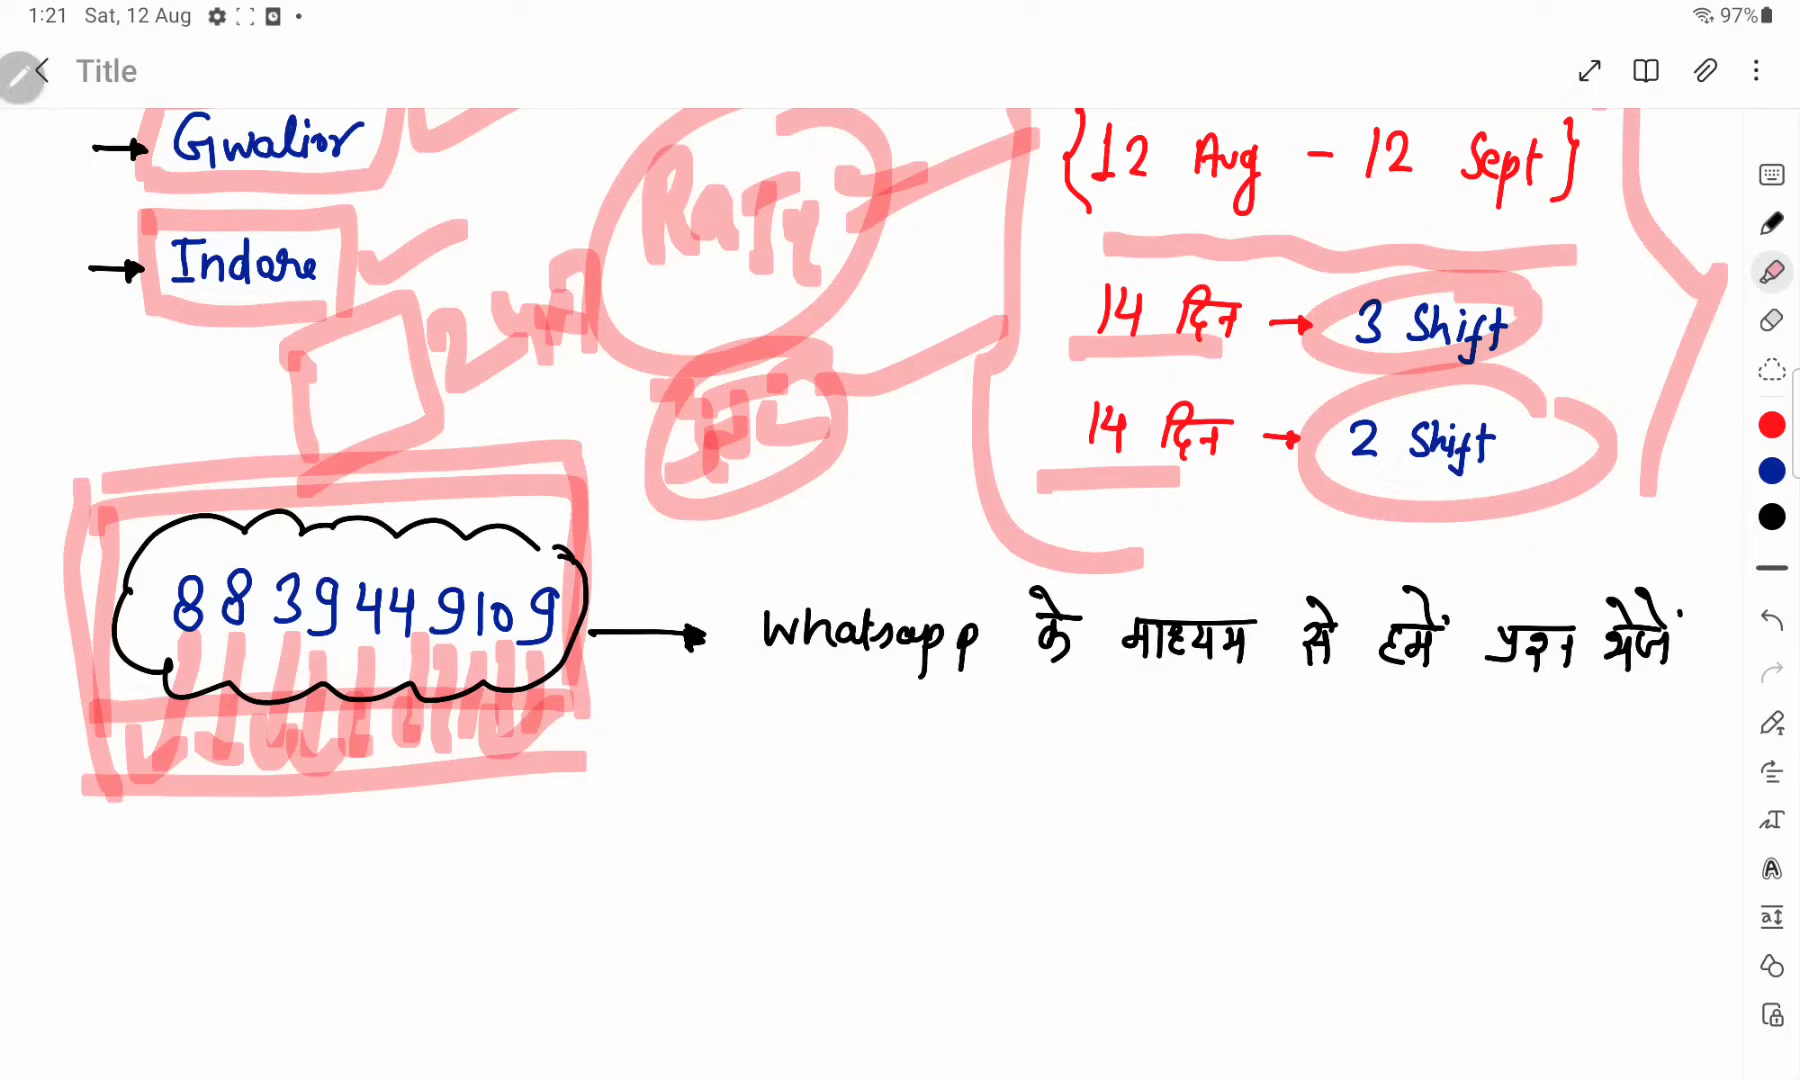 1:21 Sat, 12 Aug
97%
Title
Gwalior
{12 Aug - 12 Sept}
Indore
14 दिन → 3 Shift
14 दिन → 2 Shift
8839449109 → Whatsapp के माध्यम से हमें प्रश्न भेजें